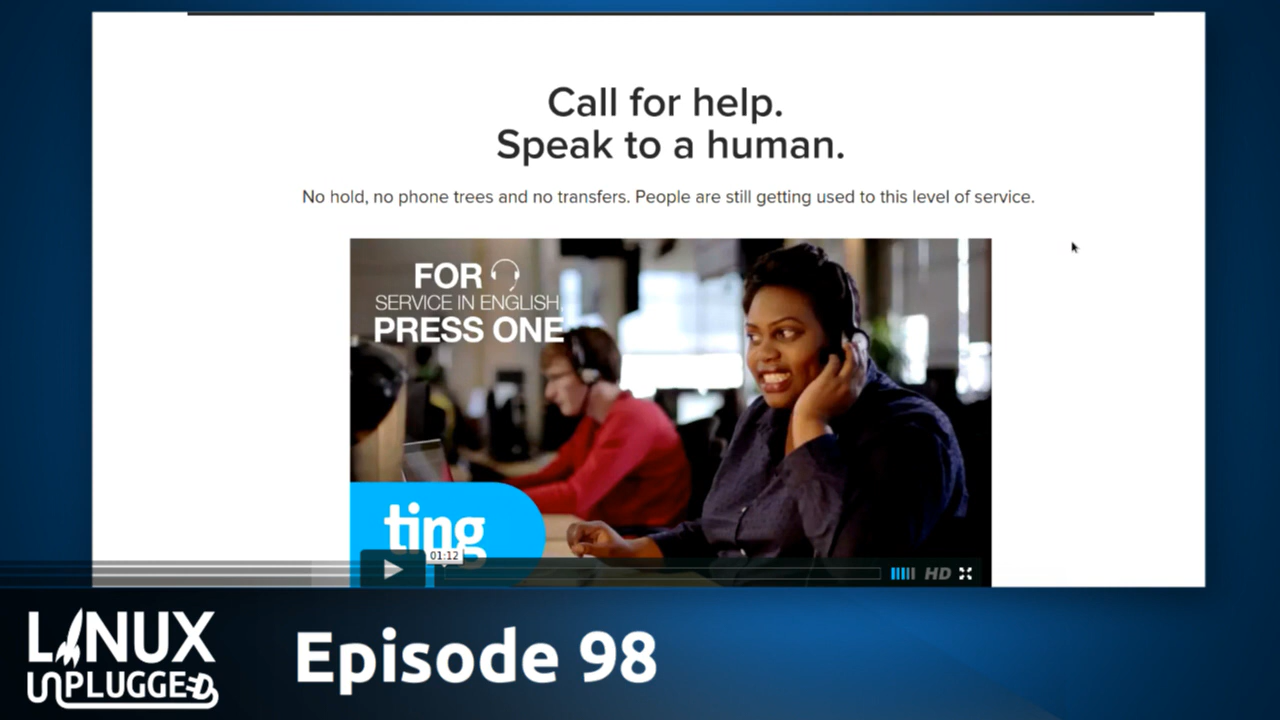 Call for help.
Speak to a human.
No hold, no phone trees and no transfers. People are still getting used to this level of service.
FOR
SERVICE IN ENGLISH,
PRESS ONE
ting
01:12
HD
LINUX
UNPLUGGED
Episode 98